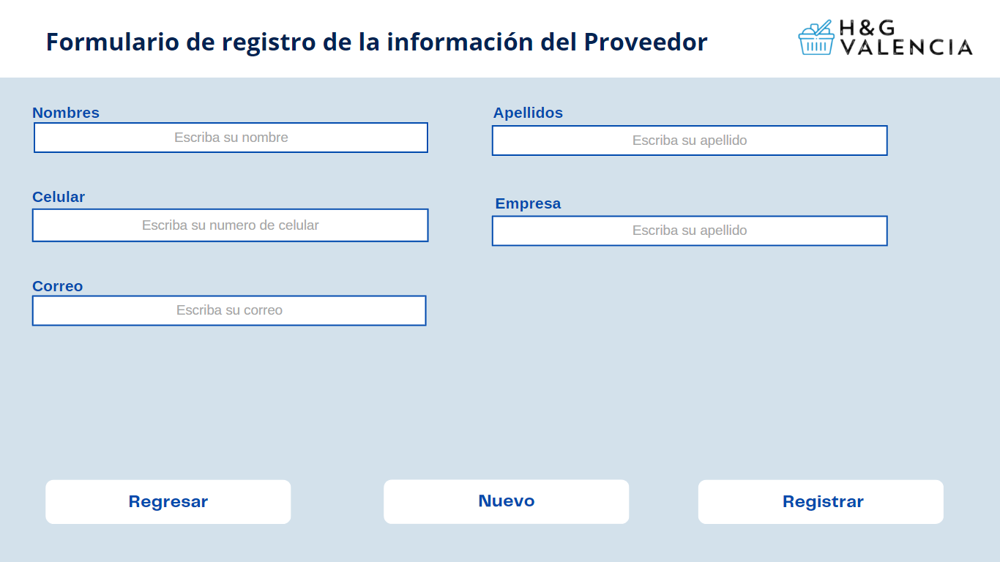 Formulario de registro de la información del Proveedor
H&G
VALENCIA
Nombres
Escriba su nombre
Apellidos
Escriba su apellido
Celular
Escriba su numero de celular
Empresa
Escriba su apellido
Correo
Escriba su correo
Regresar
Nuevo
Registrar